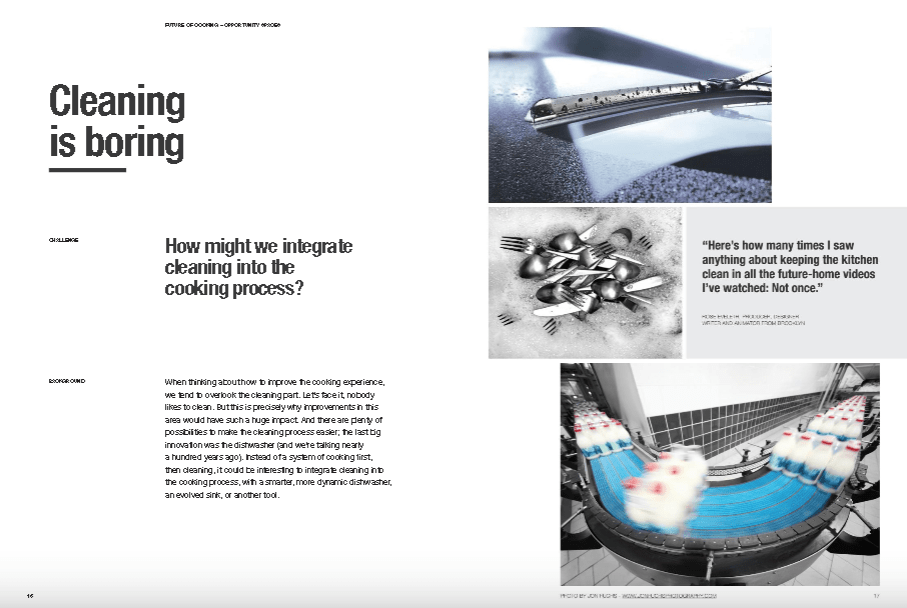 FUTURE OF COOKING – OPPORTUNITY SPACES
Cleaning
is boring
CHALLENGE
How might we integrate
cleaning into the
cooking process?
BACKGROUND
When thinking about how to improve the cooking experience,
we tend to overlook the cleaning part. Let's face it, nobody
likes to clean. But this is precisely why improvements in this
area would have such a huge impact. And there are plenty of
possibilities to make the cleaning process easier; the last big
innovation was the dishwasher (and we're talking nearly
a hundred years ago). Instead of a system of cooking first,
then cleaning, it could be interesting to integrate cleaning into
the cooking process, with a smarter, more dynamic dishwasher,
an evolved sink, or another tool.
16
“Here's how many times I saw
anything about keeping the kitchen
clean in all the future-home videos
I've watched: Not once.”
ROSE EVELETH, PRODUCER, DESIGNER
WRITER AND ANIMATOR FROM BROOKLYN
PHOTO BY JON FUCHS - WWW.JONFUCHSPHOTOGRAPHY.COM
17